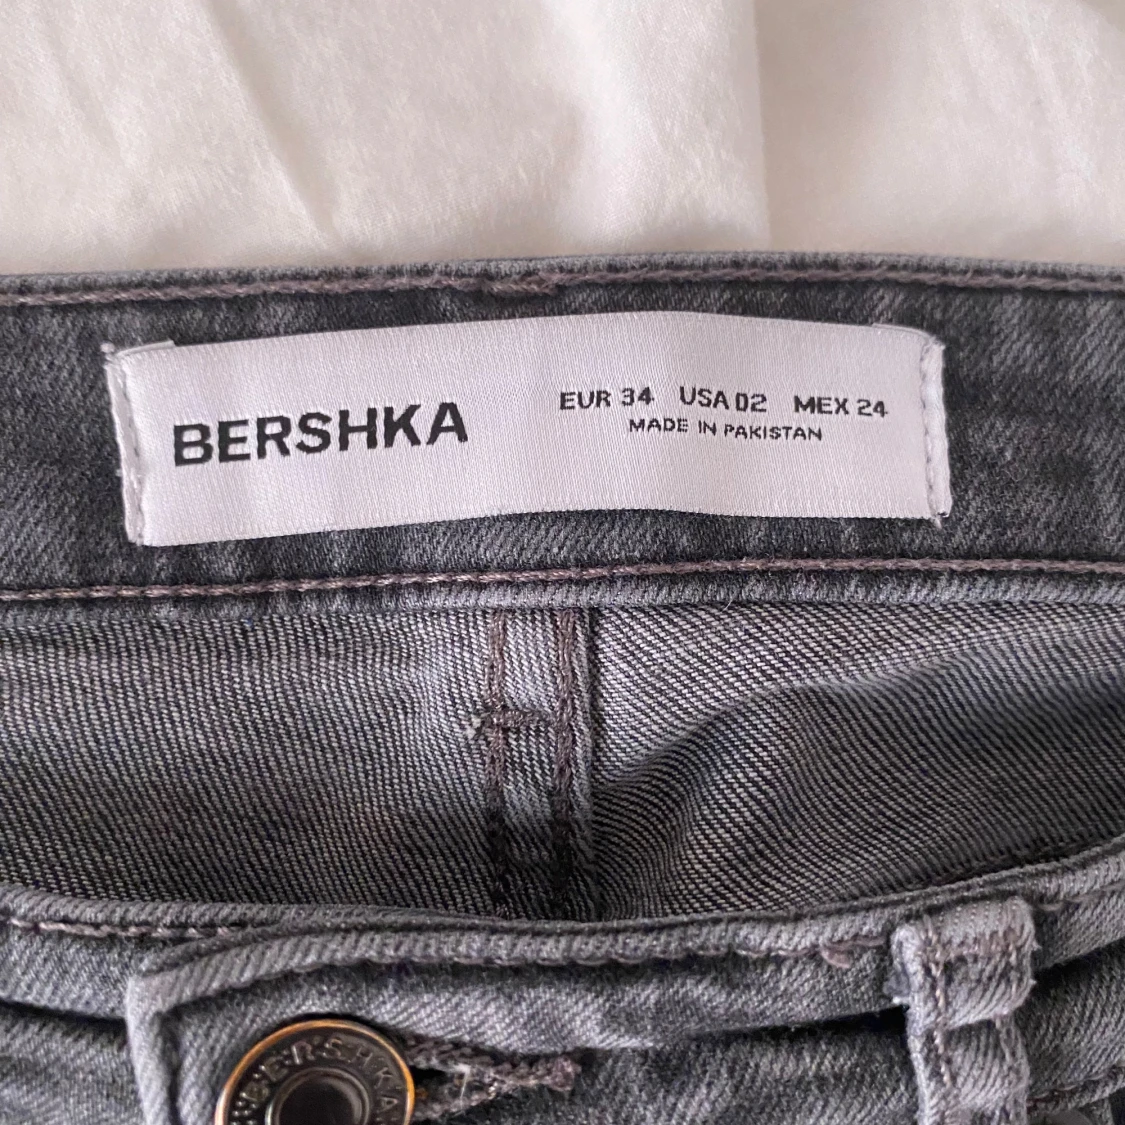 BERSHKA
EUR 34 USA 02 MEX 24
MADE IN PAKISTAN
BERSHKA